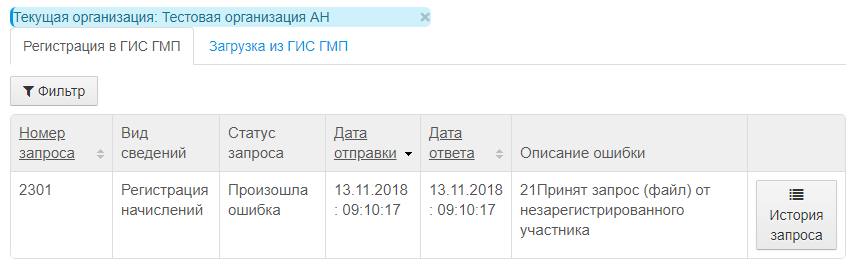 Текущая организация: Тестовая организация АН
Регистрация в ГИС ГМП
Загрузка из ГИС ГМП
Фильтр
Номер
запроса
Вид
сведений
Статус
запроса
Дата
отправки
Дата
ответа
Описание ошибки
2301
Регистрация
начислений
Произошла
ошибка
13.11.2018
: 09:10:17
13.11.2018
: 09:10:17
21Принят запрос (файл) от
незарегистрированного
участника
История
запроса